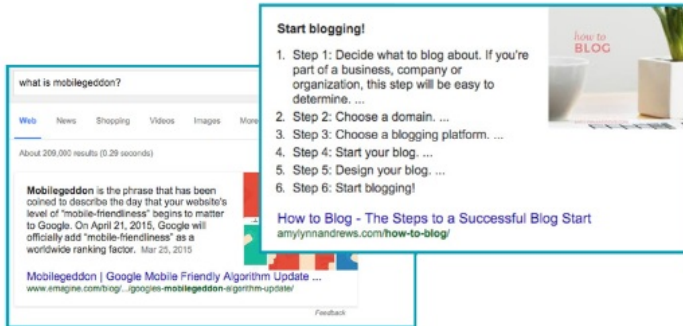 what is mobilegeddon?
Web News Shopping Videos Images More
About 209,000 results (0.29 seconds)
Mobilegeddon is the phrase that has been
coined to describe the day that your website's
level of "mobile-friendliness" begins to matter
to Google. On April 21, 2015, Google will
officially add "mobile-friendliness" as a
worldwide ranking factor. Mar 25, 2015
Mobilegeddon | Google Mobile Friendly Algorithm Update ...
www.emagine.com/blog/.../googles-mobilegeddon-algorithm-update/
Feedback
Start blogging!
1. Step 1: Decide what to blog about. If you're
part of a business, company or
organization, this step will be easy to
determine. ...
2. Step 2: Choose a domain. ...
3. Step 3: Choose a blogging platform. ...
4. Step 4: Start your blog. ...
5. Step 5: Design your blog. ...
6. Step 6: Start blogging!
how to
BLOG
How to Blog - The Steps to a Successful Blog Start
amylynnandrews.com/how-to-blog/